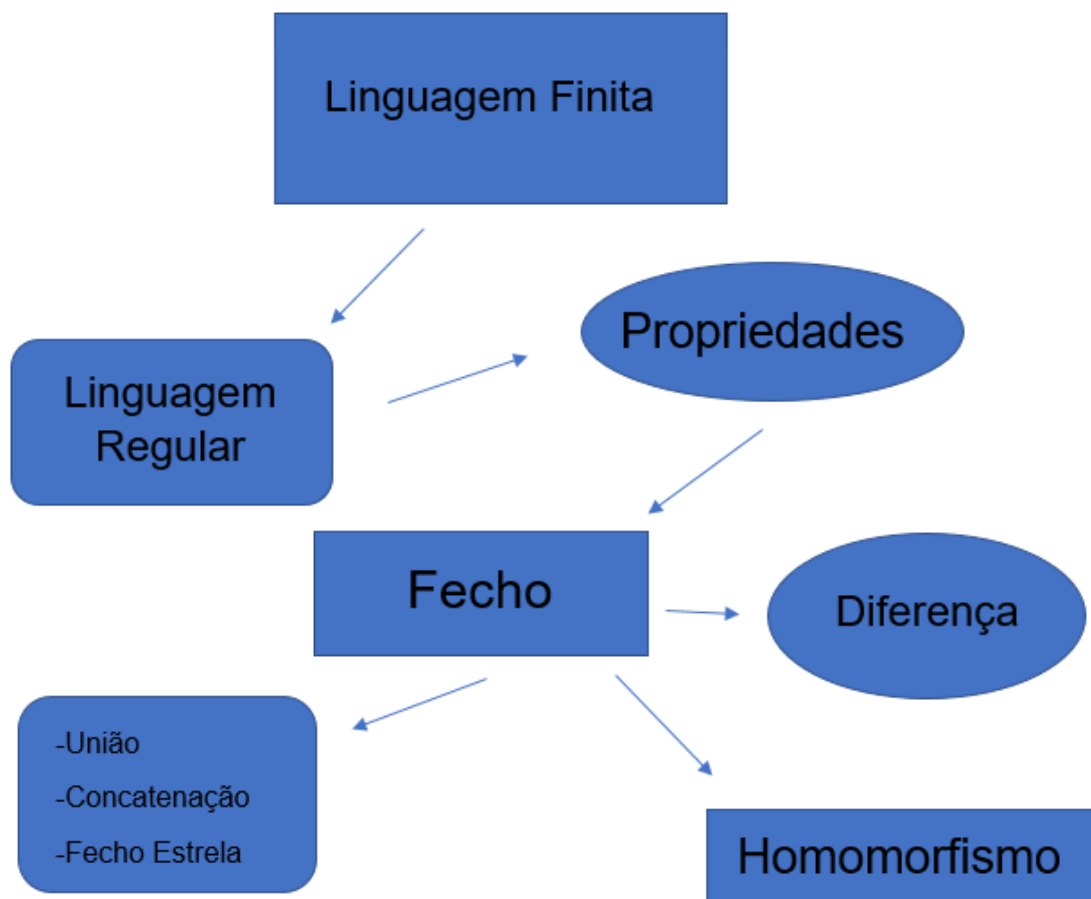 Linguagem Finita
Propriedades
Linguagem
Regular
Fecho
Diferença
-União
-Concatenação
-Fecho Estrela
Homomorfismo